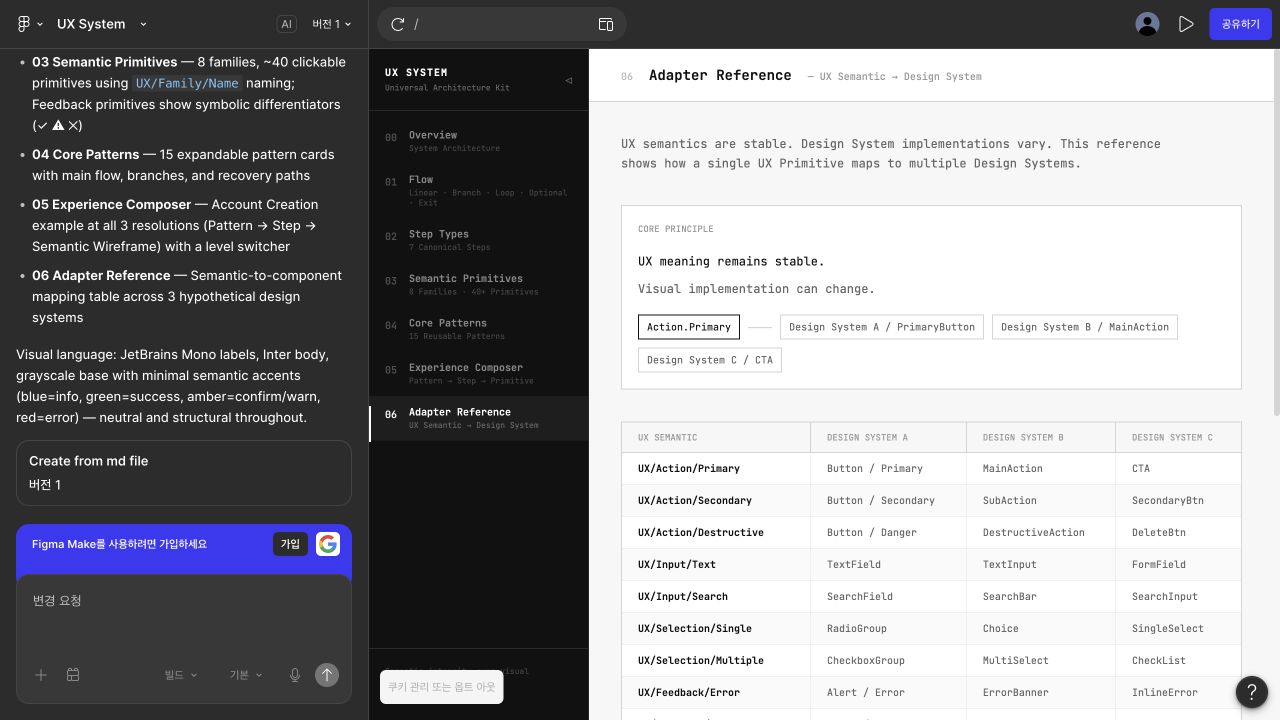 UX System
AI
버전 1
/
공유하기
03 Semantic Primitives — 8 families, ~40 clickable
primitives using UX/Family/Name naming;
Feedback primitives show symbolic differentiators
(✓ ⚠ ✕)
04 Core Patterns — 15 expandable pattern cards
with main flow, branches, and recovery paths
05 Experience Composer — Account Creation
example at all 3 resolutions (Pattern → Step →
Semantic Wireframe) with a level switcher
06 Adapter Reference — Semantic-to-component
mapping table across 3 hypothetical design
systems
Visual language: JetBrains Mono labels, Inter body,
grayscale base with minimal semantic accents
(blue=info, green=success, amber=confirm/warn,
red=error) — neutral and structural throughout.
Create from md file
버전 1
Figma Make를 사용하려면 가입하세요
가입
변경 요청
빌드
기본
UX SYSTEM
Universal Architecture Kit
00 Overview
System Architecture
01 Flow
Linear · Branch · Loop · Optional
· Exit
02 Step Types
7 Canonical Steps
03 Semantic Primitives
8 Families · 40+ Primitives
04 Core Patterns
15 Reusable Patterns
05 Experience Composer
Pattern → Step → Primitive
06 Adapter Reference
UX Semantic → Design System
쿠키 관리 또는 옵트 아웃
06 Adapter Reference — UX Semantic → Design System
UX semantics are stable. Design System implementations vary. This reference
shows how a single UX Primitive maps to multiple Design Systems.
CORE PRINCIPLE
UX meaning remains stable.
Visual implementation can change.
Action.Primary Design System A / PrimaryButton Design System B / MainAction
Design System C / CTA
UX SEMANTIC DESIGN SYSTEM A DESIGN SYSTEM B DESIGN SYSTEM C
UX/Action/Primary Button / Primary MainAction CTA
UX/Action/Secondary Button / Secondary SubAction SecondaryBtn
UX/Action/Destructive Button / Danger DestructiveAction DeleteBtn
UX/Input/Text TextField TextInput FormField
UX/Input/Search SearchField SearchBar SearchInput
UX/Selection/Single RadioGroup Choice SingleSelect
UX/Selection/Multiple CheckboxGroup MultiSelect CheckList
UX/Feedback/Error Alert / Error ErrorBanner InlineError
?